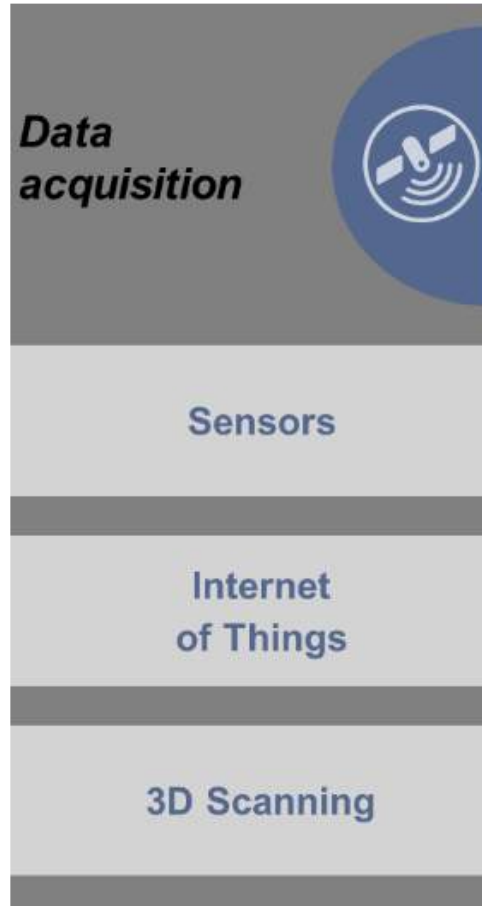 Data
acquisition
Sensors
Internet
of Things
3D Scanning